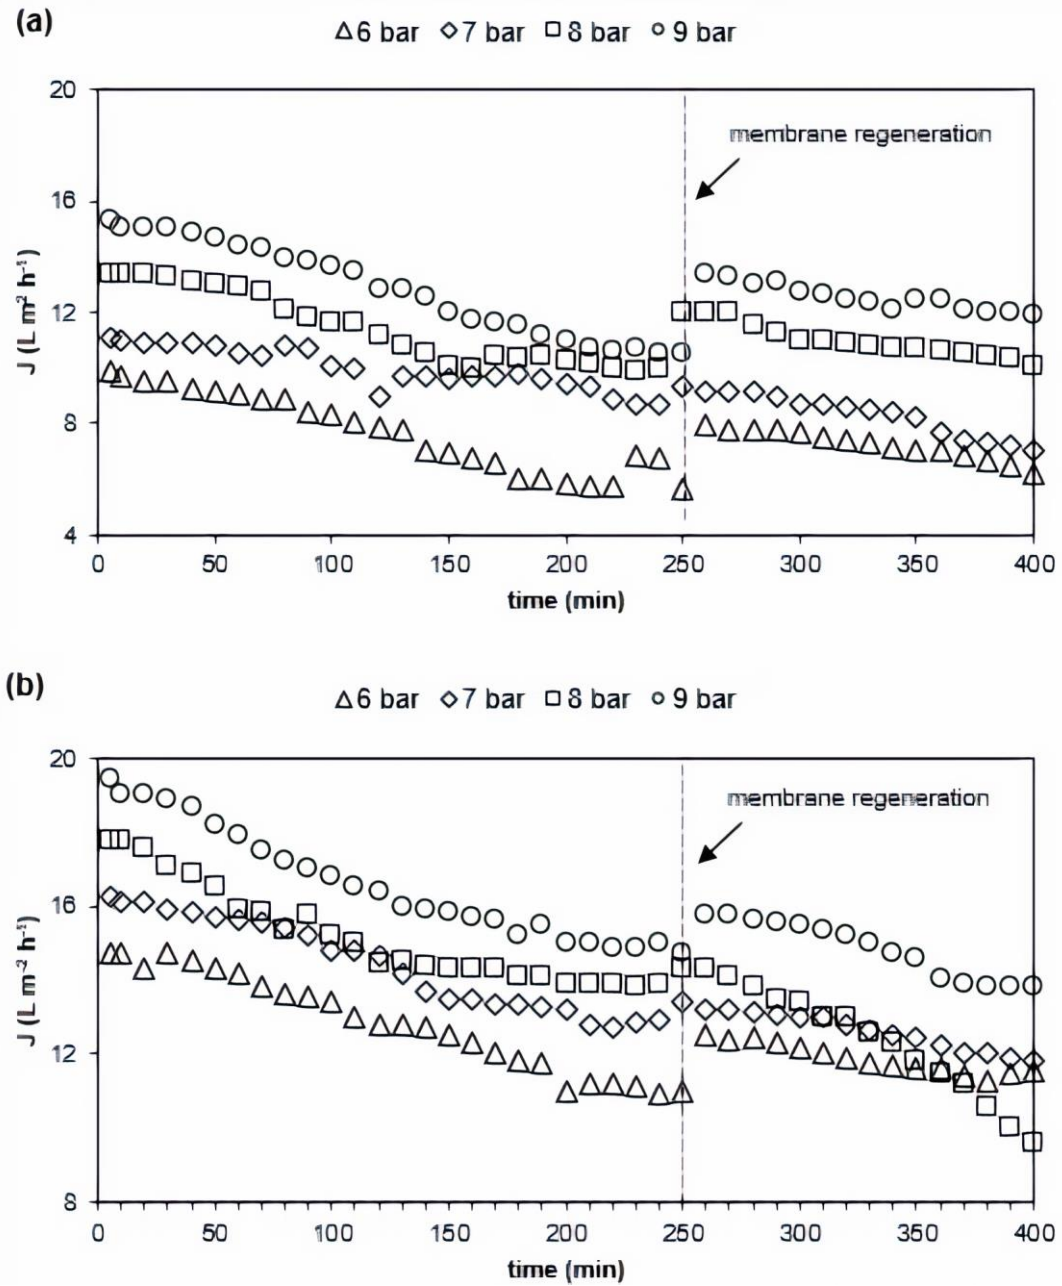 (a)
△ 6 bar ◇ 7 bar □ 8 bar ○ 9 bar
20
16
12
8
4
J (L m² h⁻¹)
membrane regeneration
0 50 100 150 200 250 300 350 400
time (min)
(b)
△ 6 bar ◇ 7 bar □ 8 bar ○ 9 bar
20
16
12
8
J (L m⁻² h⁻¹)
membrane regeneration
0 50 100 150 200 250 300 350 400
time (min)